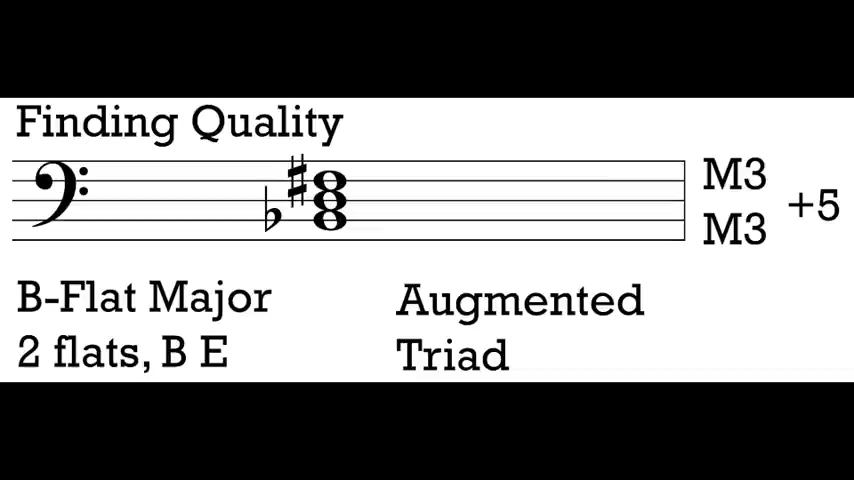 Finding Quality
M3
M3
+5
B-Flat Major
2 flats, B E
Augmented
Triad